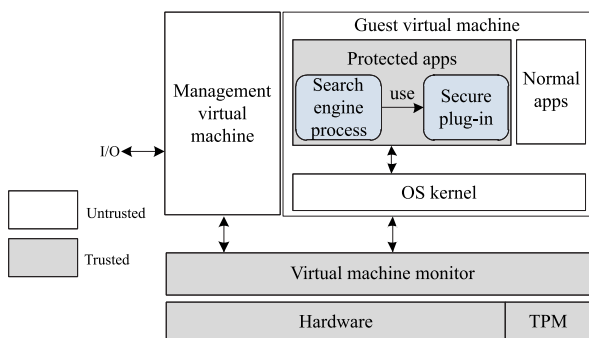 Guest virtual machine
Management
virtual
machine
Protected apps
Search
engine
process
use
Secure
plug-in
Normal
apps
I/O
OS kernel
Untrusted
Trusted
Virtual machine monitor
Hardware
TPM